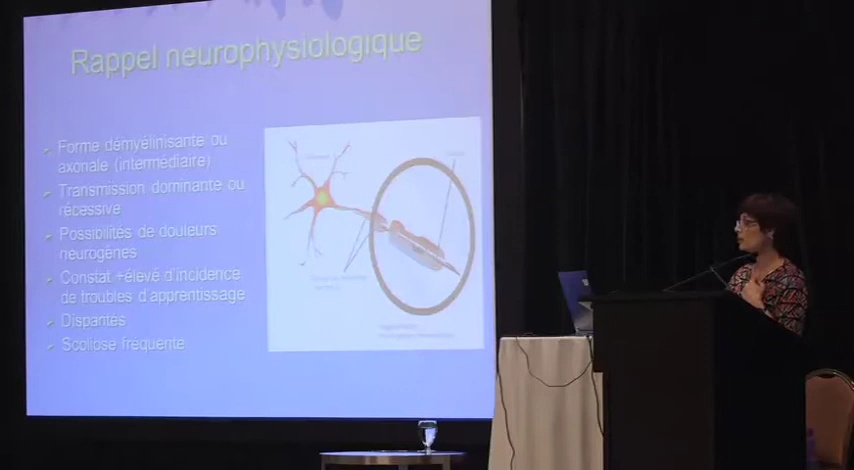 Rappel neurophysiologique
Forme démyélinisante ou
axonale (intermédiaire)
Transmission dominante ou
récessive
Possibilités de douleurs
neurogènes
Constat +élevé d'incidence
de troubles d'apprentissage
Disparités
Scoliose fréquente